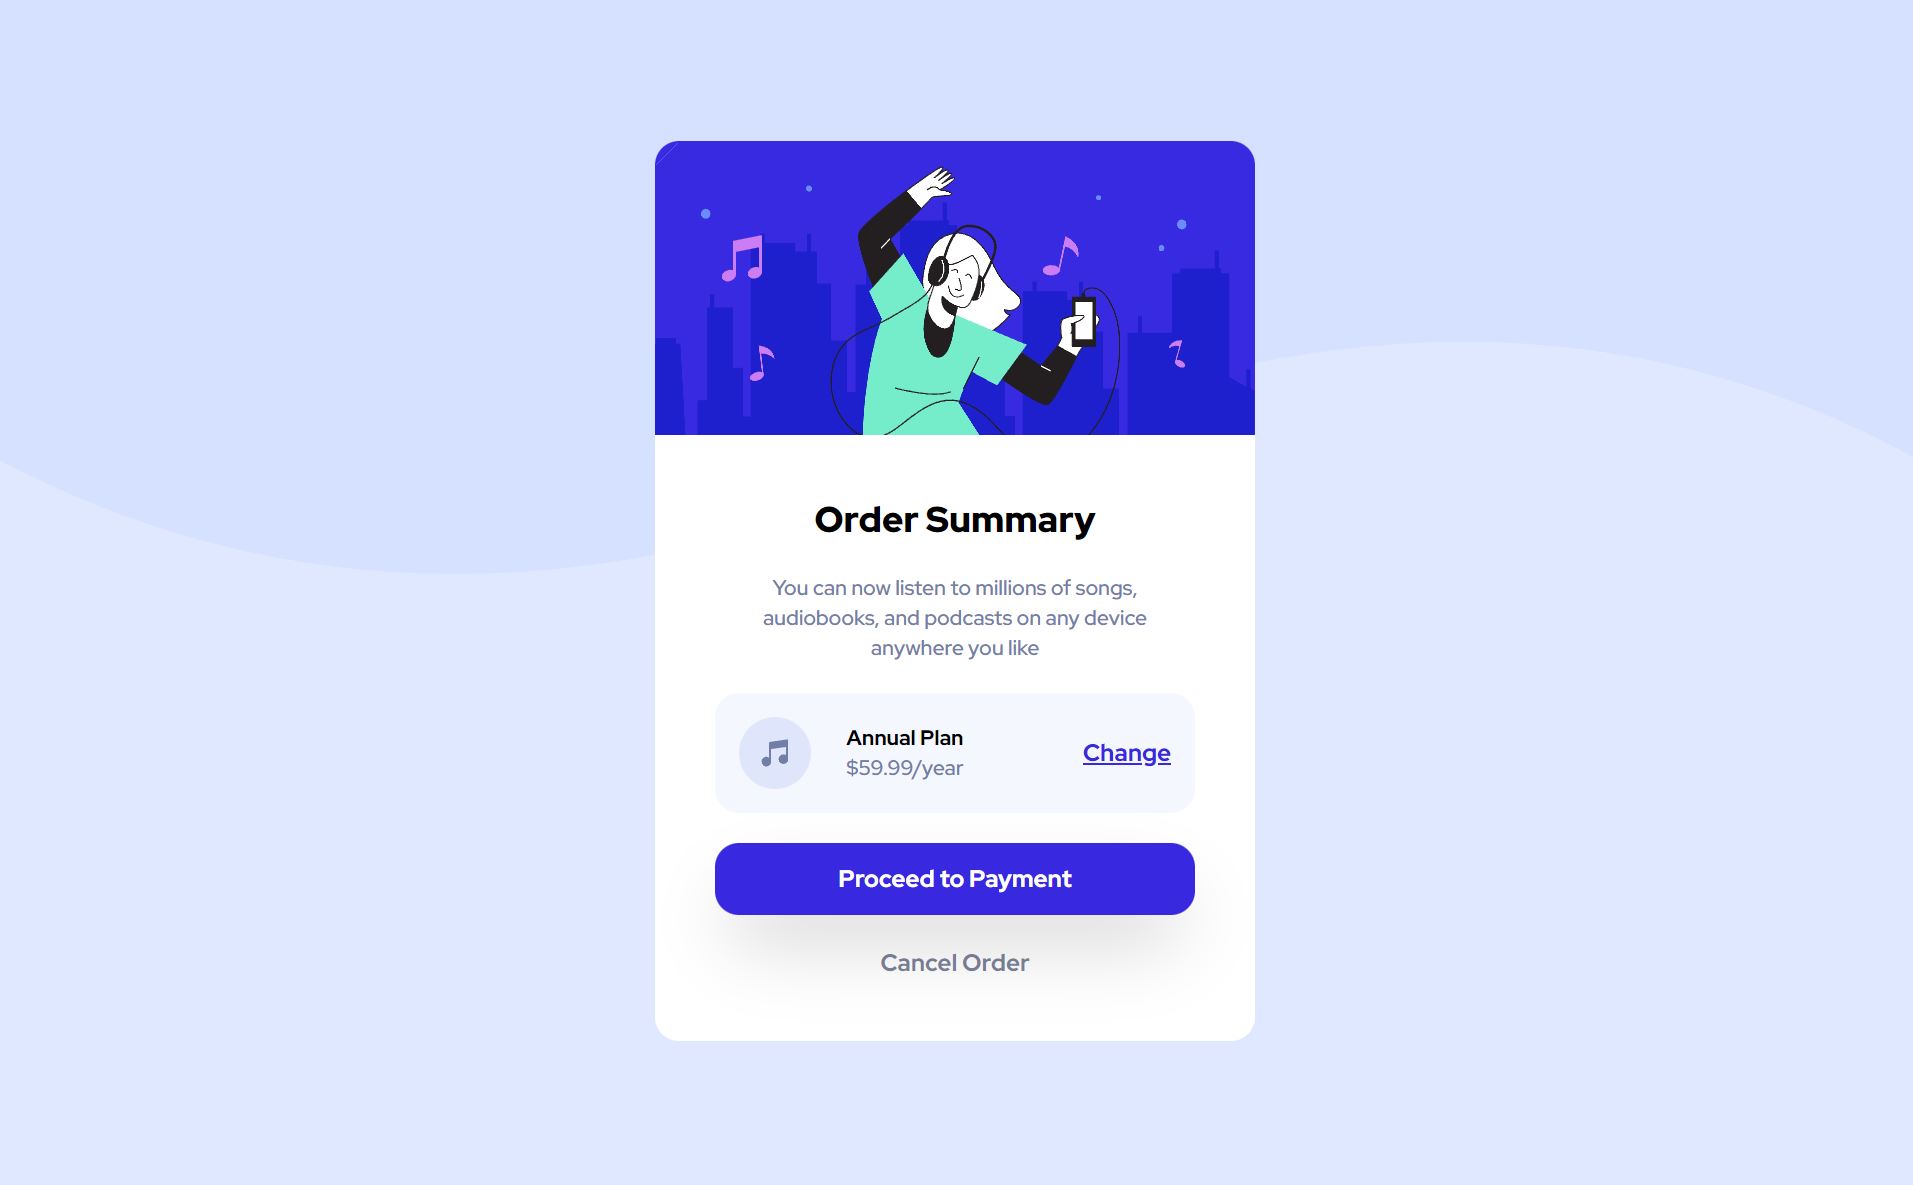 Order Summary
You can now listen to millions of songs,
audiobooks, and podcasts on any device
anywhere you like
Annual Plan
$59.99/year
Change
Proceed to Payment
Cancel Order